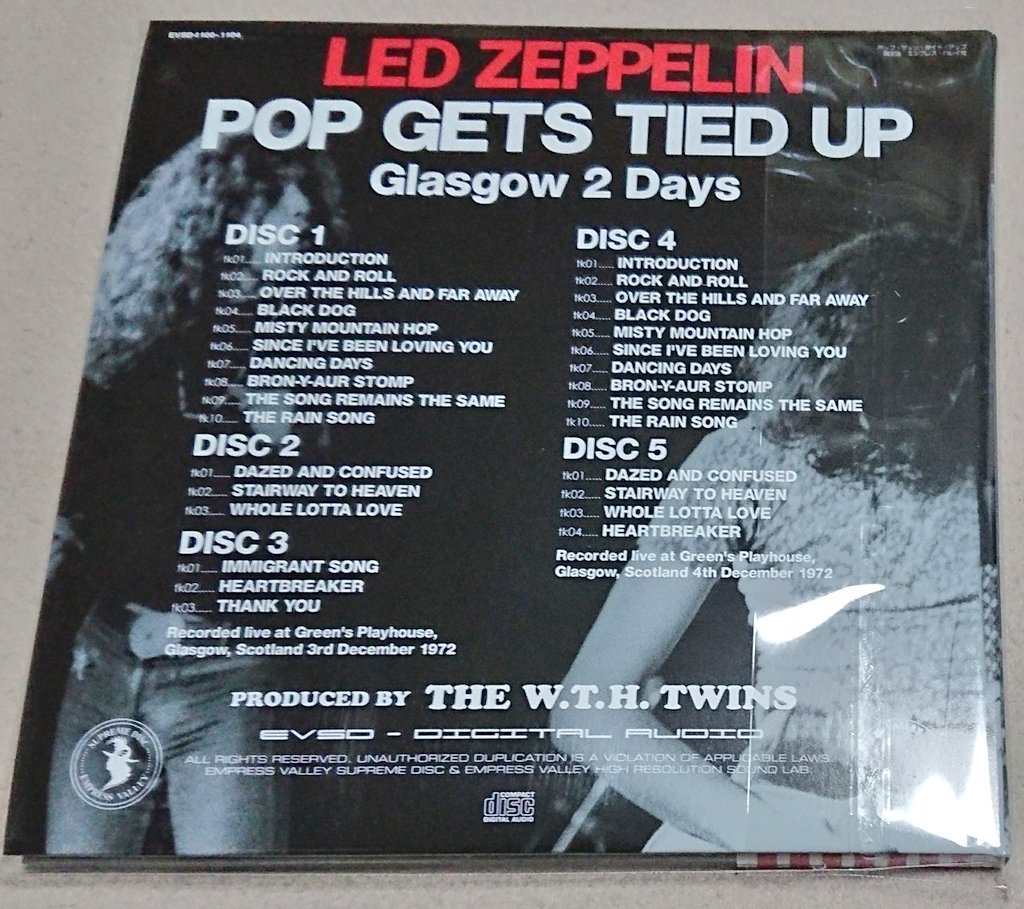 EVSD-1100~1104
LED ZEPPELIN
POP GETS TIED UP
Glasgow 2 Days
DISC 1
tk01..... INTRODUCTION
tk02..... ROCK AND ROLL
tk03..... OVER THE HILLS AND FAR AWAY
tk04..... BLACK DOG
tk05..... MISTY MOUNTAIN HOP
tk06..... SINCE I'VE BEEN LOVING YOU
tk07..... DANCING DAYS
tk08..... BRON-Y-AUR STOMP
tk09..... THE SONG REMAINS THE SAME
tk10..... THE RAIN SONG
DISC 2
tk01..... DAZED AND CONFUSED
tk02..... STAIRWAY TO HEAVEN
tk03..... WHOLE LOTTA LOVE
DISC 3
tk01..... IMMIGRANT SONG
tk02..... HEARTBREAKER
tk03..... THANK YOU
Recorded live at Green's Playhouse,
Glasgow, Scotland 3rd December 1972
DISC 4
tk01..... INTRODUCTION
tk02..... ROCK AND ROLL
tk03..... OVER THE HILLS AND FAR AWAY
tk04..... BLACK DOG
tk05..... MISTY MOUNTAIN HOP
tk06..... SINCE I'VE BEEN LOVING YOU
tk07..... DANCING DAYS
tk08..... BRON-Y-AUR STOMP
tk09..... THE SONG REMAINS THE SAME
tk10..... THE RAIN SONG
DISC 5
tk01..... DAZED AND CONFUSED
tk02..... STAIRWAY TO HEAVEN
tk03..... WHOLE LOTTA LOVE
tk04..... HEARTBREAKER
Recorded live at Green's Playhouse,
Glasgow, Scotland 4th December 1972
PRODUCED BY THE W.T.H. TWINS
EVSD - DIGITAL AUDIO
ALL RIGHTS RESERVED. UNAUTHORIZED DUPLICATION IS A VIOLATION OF APPLICABLE LAWS.
EMPRESS VALLEY SUPREME DISC & EMPRESS VALLEY HIGH RESOLUTION SOUND LAB.
SUPREME DISC
EMPRESS VALLEY
COMPACT
disc
DIGITAL AUDIO